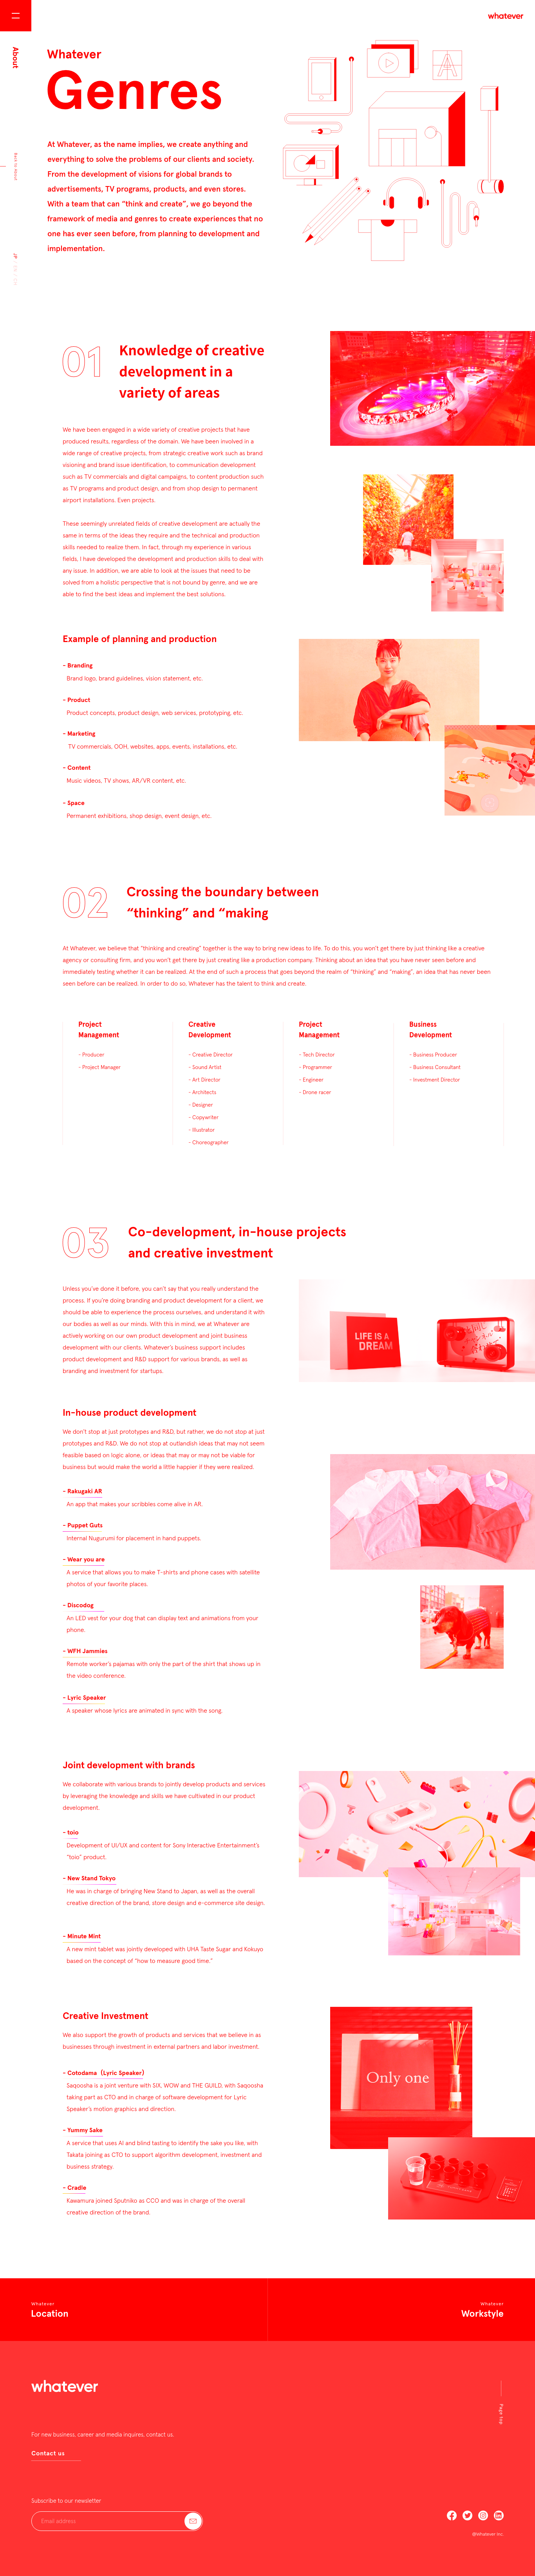 whatever
About
Back to About
JP
Whatever
Genres
At Whatever, as the name implies, we create anything and
everything to solve the problems of our clients and society.
From the development of visions for global brands to
advertisements, TV programs, products, and even stores.
With a team that can “think and create”, we go beyond the
framework of media and genres to create experiences that no
one has ever seen before, from planning to development and
implementation.
01
Knowledge of creative
development in a
variety of areas
We have been engaged in a wide variety of creative projects that have
produced results, regardless of the domain. We have been involved in a
wide range of creative projects, from strategic creative work such as brand
visioning and brand issue identification, to communication development
such as TV commercials and digital campaigns, to content production such
as TV programs and product design, and from shop design to permanent
airport installations. Even projects.
These seemingly unrelated fields of creative development are actually the
same in terms of the ideas they require and the technical and production
skills needed to realize them. In fact, through my experience in various
fields, I have developed the development and production skills to deal with
any issue. In addition, we are able to look at the issues that need to be
solved from a holistic perspective that is not bound by genre, and we are
able to find the best ideas and implement the best solutions.
Example of planning and production
- Branding
Brand logo, brand guidelines, vision statement, etc.
- Product
Product concepts, product design, web services, prototyping, etc.
- Marketing
TV commercials, OOH, websites, apps, events, installations, etc.
- Content
Music videos, TV shows, AR/VR content, etc.
- Space
Permanent exhibitions, shop design, event design, etc.
02
Crossing the boundary between
“thinking” and “making
At Whatever, we believe that “thinking and creating” together is the way to bring new ideas to life. To do this, you won’t get there by just thinking like a creative
agency or consulting firm, and you won’t get there by just creating like a production company. Thinking about an idea that you have never seen before and
immediately testing whether it can be realized. At the end of such a process that goes beyond the realm of “thinking” and “making”, an idea that has never been
seen before can be realized. In order to do so, Whatever has the talent to think and create.
Project
Management
- Producer
- Project Manager
Creative
Development
- Creative Director
- Sound Artist
- Art Director
- Architects
- Designer
- Copywriter
- Illustrator
- Choreographer
Project
Management
- Tech Director
- Programmer
- Engineer
- Drone racer
Business
Development
- Business Producer
- Business Consultant
- Investment Director
03
Co-development, in-house projects
and creative investment
Unless you’ve done it before, you can’t say that you really understand the
process. If you’re doing branding and product development for a client, we
should be able to experience the process ourselves, and understand it with
our bodies as well as our minds. With this in mind, we at Whatever are
actively working on our own product development and joint business
development with our clients. Whatever’s business support includes
product development and R&D support for various brands, as well as
branding and investment for startups.
LIFE IS A
DREAM
In-house product development
We don’t stop at just prototypes and R&D, but rather, we do not stop at just
prototypes and R&D. We do not stop at outlandish ideas that may not seem
feasible based on logic alone, or ideas that may or may not be viable for
business but would make the world a little happier if they were realized.
- Rakugaki AR
An app that makes your scribbles come alive in AR.
- Puppet Guts
Internal Nugurumi for placement in hand puppets.
- Wear you are
A service that allows you to make T-shirts and phone cases with satellite
photos of your favorite places.
- Discodog
An LED vest for your dog that can display text and animations from your
phone.
- WFH Jammies
Remote worker’s pajamas with only the part of the shirt that shows up in
the video conference.
- Lyric Speaker
A speaker whose lyrics are animated in sync with the song.
Joint development with brands
We collaborate with various brands to jointly develop products and services
by leveraging the knowledge and skills we have cultivated in our product
development.
- toio
Development of UI/UX and content for Sony Interactive Entertainment’s
“toio” product.
- New Stand Tokyo
He was in charge of bringing New Stand to Japan, as well as the overall
creative direction of the brand, store design and e-commerce site design.
- Minute Mint
A new mint tablet was jointly developed with UHA Taste Sugar and Kokuyo
based on the concept of “how to measure good time.”
Creative Investment
We also support the growth of products and services that we believe in as
businesses through investment in external partners and labor investment.
- Cotodama（Lyric Speaker）
Saqoosha is a joint venture with SIX, WOW and THE GUILD, with Saqoosha
taking part as CTO and in charge of software development for Lyric
Speaker’s motion graphics and direction.
- Yummy Sake
A service that uses AI and blind tasting to identify the sake you like, with
Takata joining as CTO to support algorithm development, investment and
business strategy.
- Cradle
Kawamura joined Sputniko as CCO and was in charge of the overall
creative direction of the brand.
Only one
Whatever
Location
Whatever
Workstyle
whatever
Page top
For new business, career and media inquires, contact us.
Contact us
Subscribe to our newsletter
Email address
©Whatever Inc.